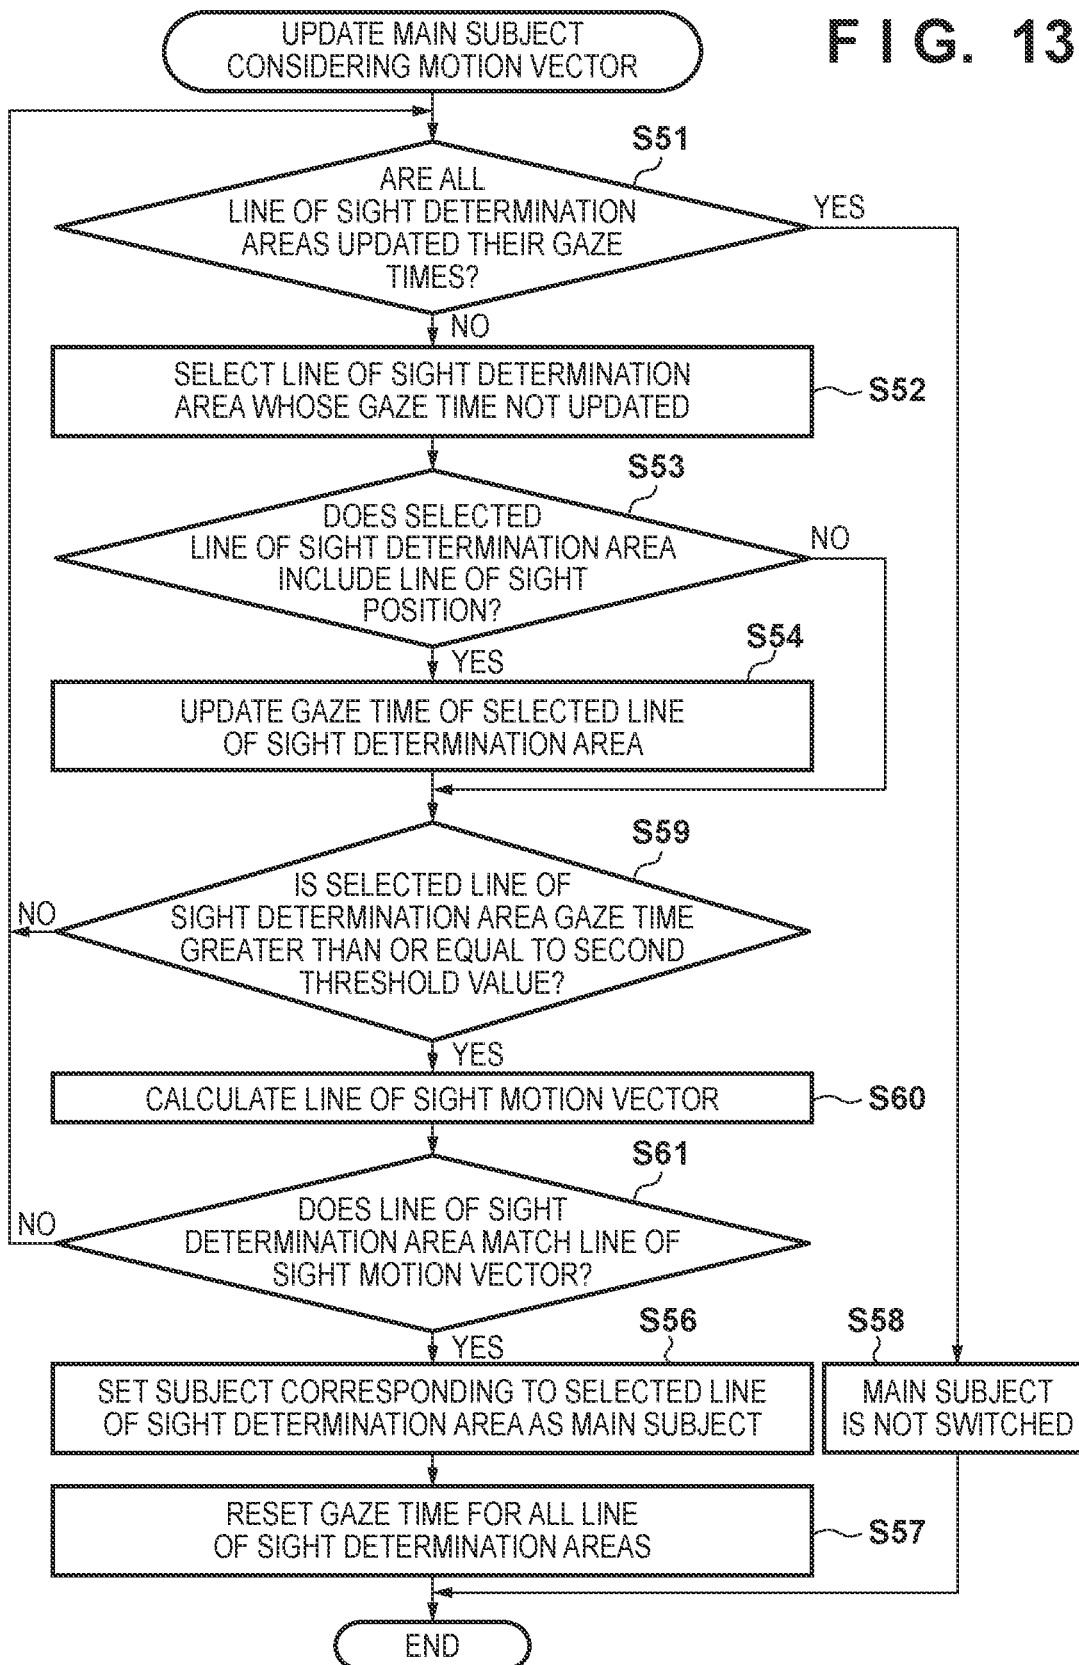 FIG. 13
UPDATE MAIN SUBJECT
CONSIDERING MOTION VECTOR
S51
ARE ALL
LINE OF SIGHT DETERMINATION
AREAS UPDATED THEIR GAZE
TIMES?
YES
NO
SELECT LINE OF SIGHT DETERMINATION
AREA WHOSE GAZE TIME NOT UPDATED
S52
S53
DOES SELECTED
LINE OF SIGHT DETERMINATION AREA
INCLUDE LINE OF SIGHT
POSITION?
NO
YES
S54
UPDATE GAZE TIME OF SELECTED LINE
OF SIGHT DETERMINATION AREA
S59
IS SELECTED LINE OF
SIGHT DETERMINATION AREA GAZE TIME
GREATER THAN OR EQUAL TO SECOND
THRESHOLD VALUE?
NO
YES
CALCULATE LINE OF SIGHT MOTION VECTOR
S60
S61
DOES LINE OF SIGHT
DETERMINATION AREA MATCH LINE OF
SIGHT MOTION VECTOR?
NO
YES
S56
SET SUBJECT CORRESPONDING TO SELECTED LINE
OF SIGHT DETERMINATION AREA AS MAIN SUBJECT
S58
MAIN SUBJECT
IS NOT SWITCHED
RESET GAZE TIME FOR ALL LINE
OF SIGHT DETERMINATION AREAS
S57
END